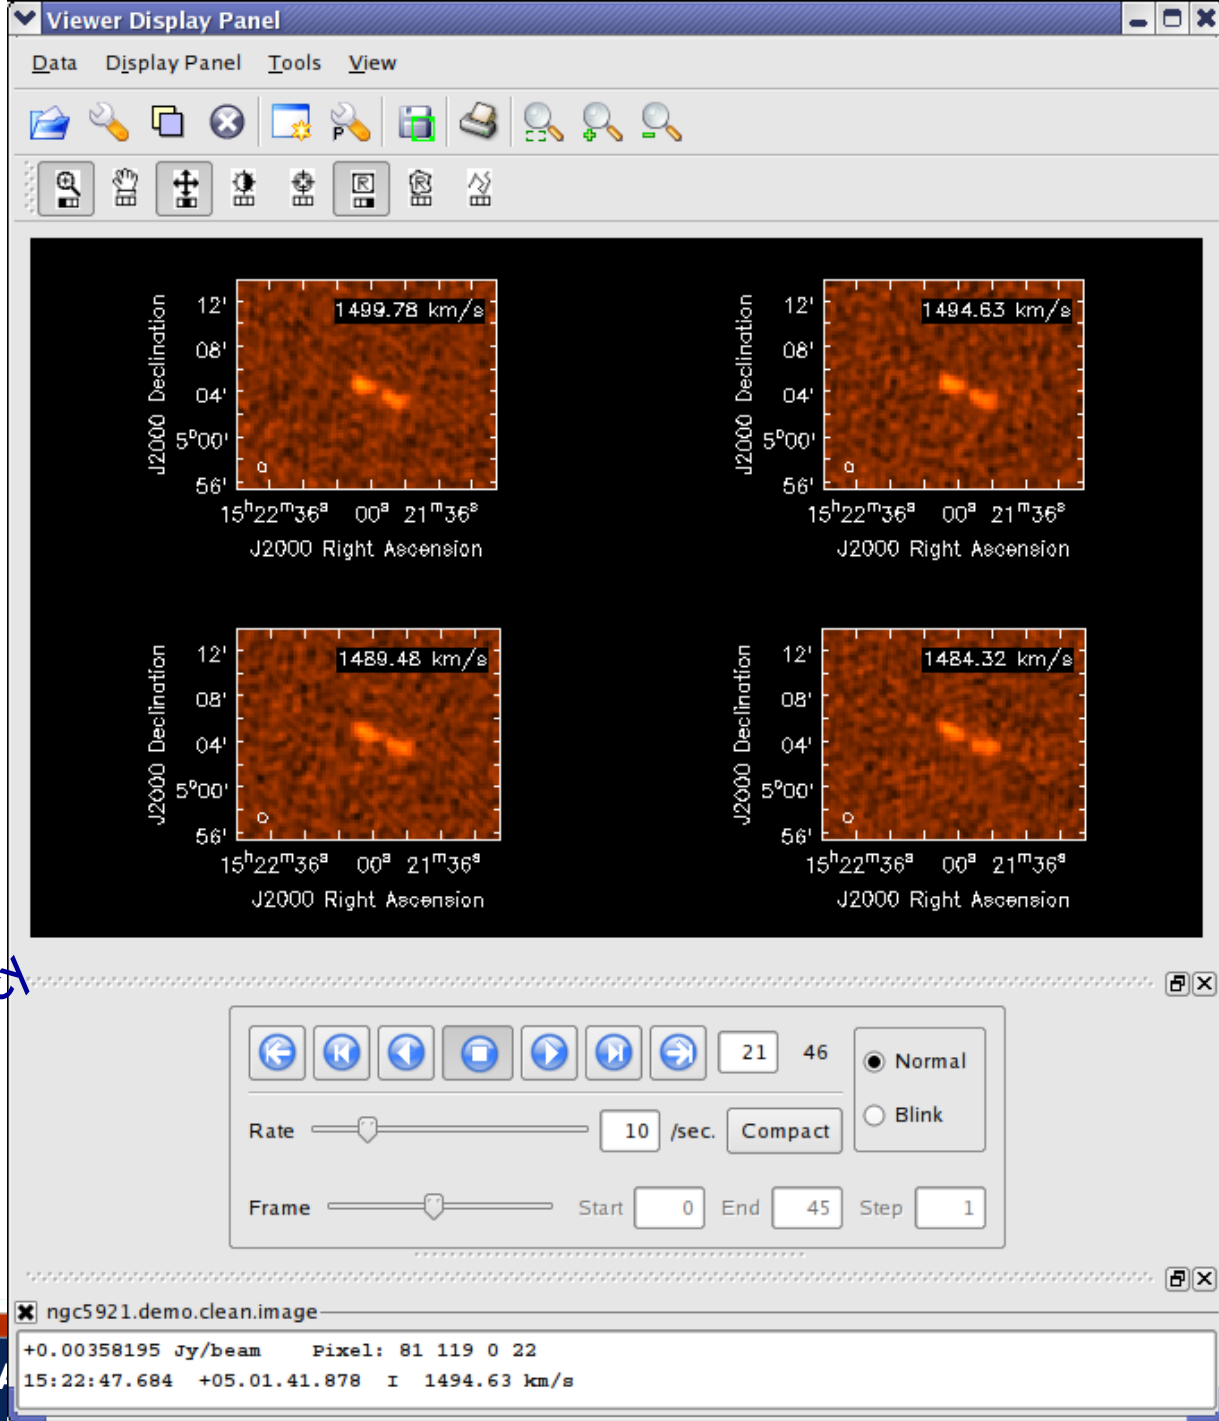 Viewer Display Panel
Data Display Panel Tools View
P
R R
1499.78 km/s
J2000 Declination
12'
08'
04'
5°00'
56'
15ʰ22ᵐ36ˢ 00ˢ 21ᵐ36ˢ
J2000 Right Ascension
1494.63 km/s
J2000 Declination
12'
08'
04'
5°00'
56'
15ʰ22ᵐ36ˢ 00ˢ 21ᵐ36ˢ
J2000 Right Ascension
1489.48 km/s
J2000 Declination
12'
08'
04'
5°00'
56'
15ʰ22ᵐ36ˢ 00ˢ 21ᵐ36ˢ
J2000 Right Ascension
1484.32 km/s
J2000 Declination
12'
08'
04'
5°00'
56'
15ʰ22ᵐ36ˢ 00ˢ 21ᵐ36ˢ
J2000 Right Ascension
21 46
Normal
Blink
Rate 10 /sec. Compact
Frame Start 0 End 45 Step 1
ngc5921.demo.clean.image
+0.00358195 Jy/beam Pixel: 81 119 0 22
15:22:47.684 +05.01.41.878 I 1494.63 km/s